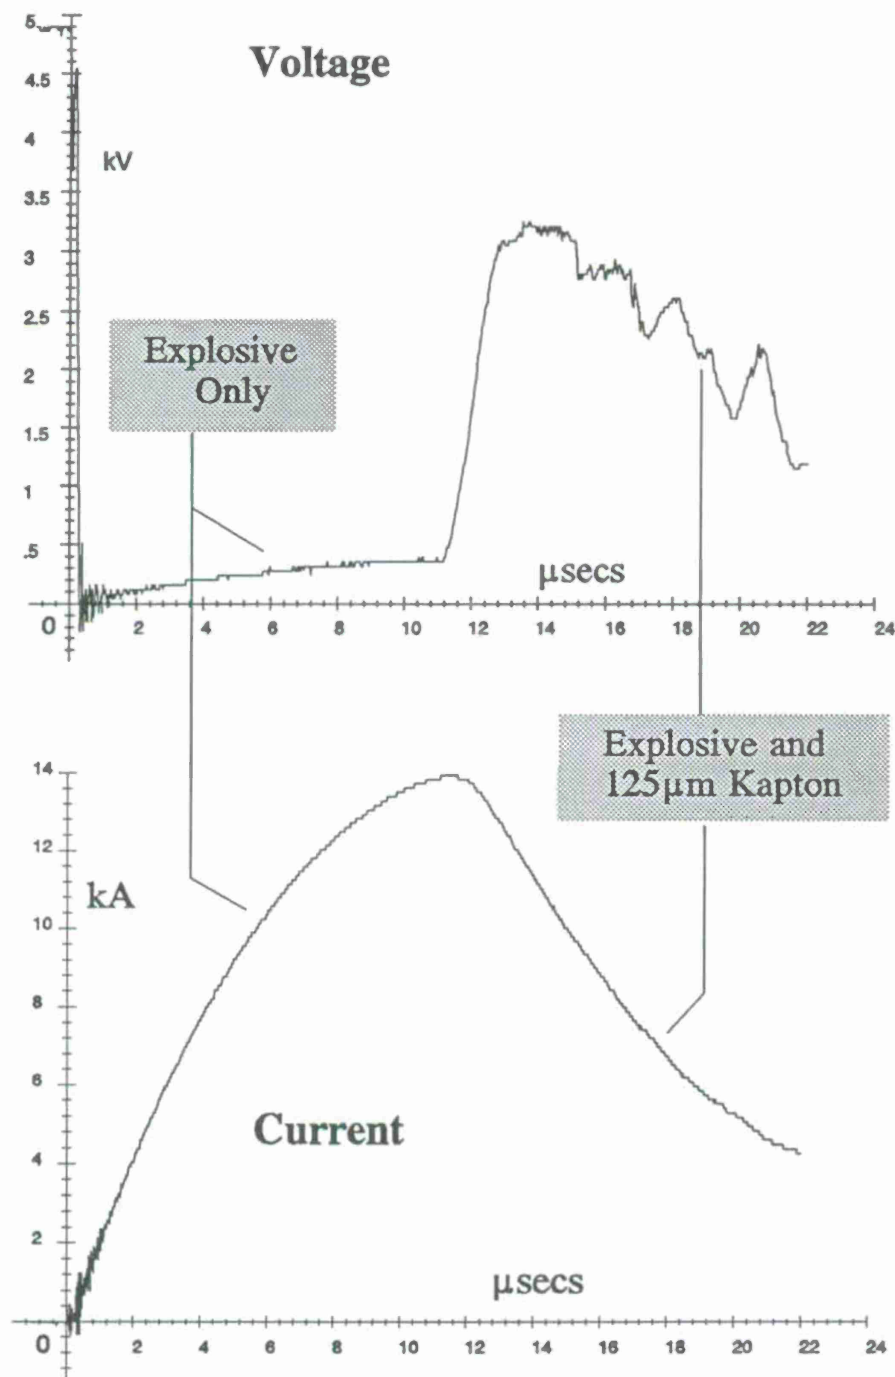 5
Voltage
4.5
4
kV
3.5
3
2.5
Explosive
Only
2
1.5
1
.5
µsecs
0
2 4 6 8 10 12 14 16 18 20 22 24
Explosive and
125µm Kapton
14
12
kA
10
8
6
Current
4
2
µsecs
0
2 4 6 8 10 12 14 16 18 20 22 24